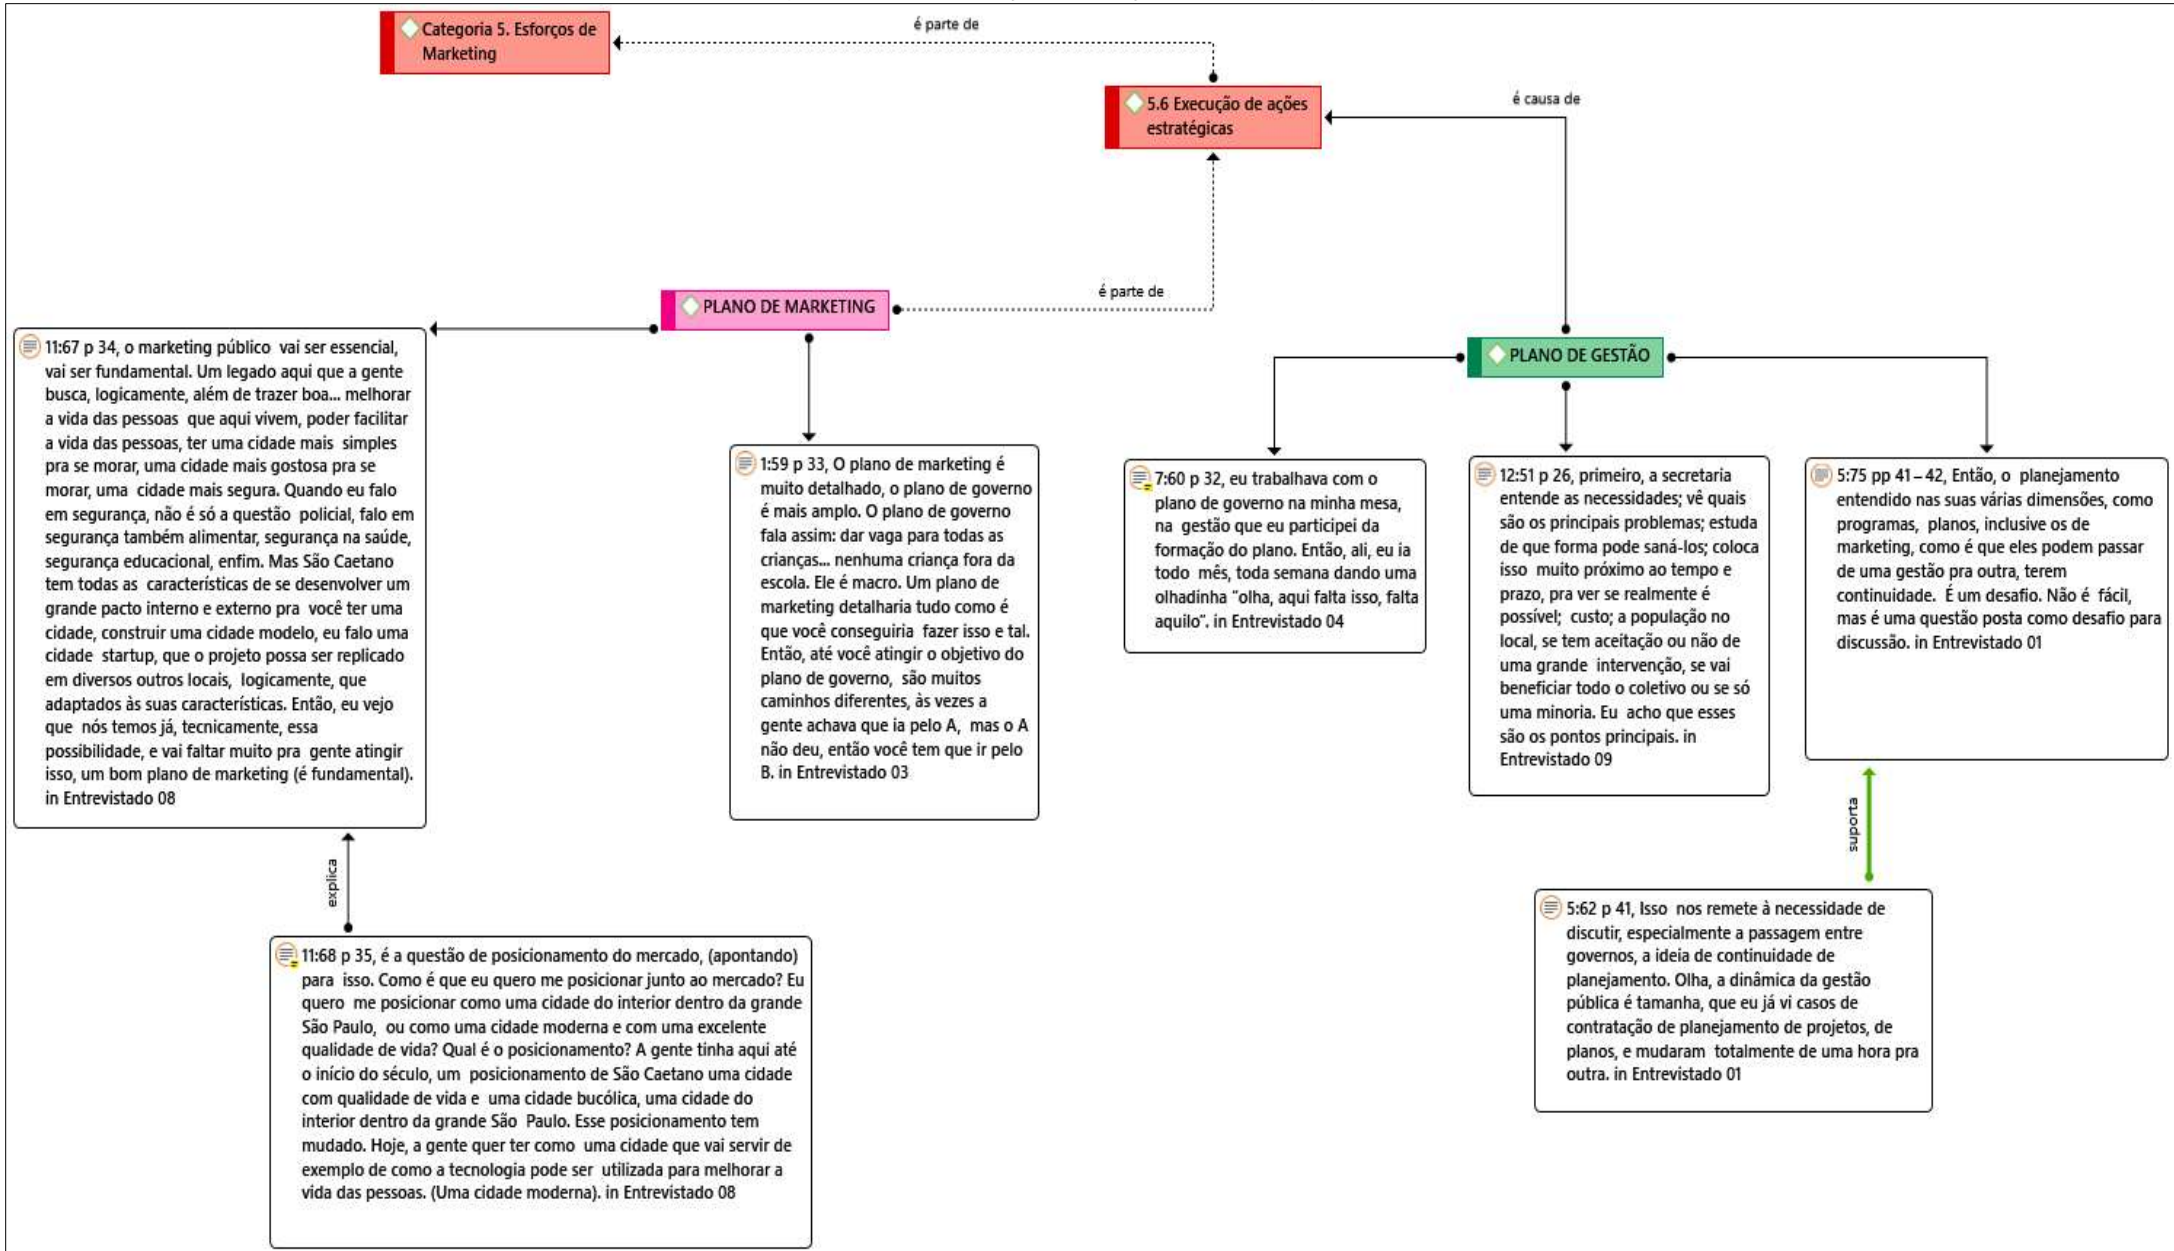 é parte de
Categoria 5. Esforços de
Marketing
5.6 Execução de ações
estratégicas
é causa de
é parte de
PLANO DE MARKETING
PLANO DE GESTÃO
11:67 p 34, o marketing público vai ser essencial,
vai ser fundamental. Um legado aqui que a gente
busca, logicamente, além de trazer boa... melhorar
a vida das pessoas que aqui vivem, poder facilitar
a vida das pessoas, ter uma cidade mais simples
pra se morar, uma cidade mais gostosa pra se
morar, uma cidade mais segura. Quando eu falo
em segurança, não é só a questão policial, falo em
segurança também alimentar, segurança na saúde,
segurança educacional, enfim. Mas São Caetano
tem todas as características de se desenvolver um
grande pacto interno e externo pra você ter uma
cidade, construir uma cidade modelo, eu falo uma
cidade startup, que o projeto possa ser replicado
em diversos outros locais, logicamente, que
adaptados às suas características. Então, eu vejo
que nós temos já, tecnicamente, essa
possibilidade, e vai faltar muito pra gente atingir
isso, um bom plano de marketing (é fundamental).
in Entrevistado 08
1:59 p 33, O plano de marketing é
muito detalhado, o plano de governo
é mais amplo. O plano de governo
fala assim: dar vaga para todas as
crianças... nenhuma criança fora da
escola. Ele é macro. Um plano de
marketing detalharia tudo como é
que você conseguiria fazer isso e tal.
Então, até você atingir o objetivo do
plano de governo, são muitos
caminhos diferentes, às vezes a
gente achava que ia pelo A, mas o A
não deu, então você tem que ir pelo
B. in Entrevistado 03
7:60 p 32, eu trabalhava com o
plano de governo na minha mesa,
na gestão que eu participei da
formação do plano. Então, ali, eu ia
todo mês, toda semana dando uma
olhadinha "olha, aqui falta isso, falta
aquilo". in Entrevistado 04
12:51 p 26, primeiro, a secretaria
entende as necessidades; vê quais
são os principais problemas; estuda
de que forma pode saná-los; coloca
isso muito próximo ao tempo e
prazo, pra ver se realmente é
possível; custo; a população no
local, se tem aceitação ou não de
uma grande intervenção, se vai
beneficiar todo o coletivo ou se só
uma minoria. Eu acho que esses
são os pontos principais. in
Entrevistado 09
5:75 pp 41 – 42, Então, o planejamento
entendido nas suas várias dimensões, como
programas, planos, inclusive os de
marketing, como é que eles podem passar
de uma gestão pra outra, terem
continuidade. É um desafio. Não é fácil,
mas é uma questão posta como desafio para
discussão. in Entrevistado 01
explica
suporta
11:68 p 35, é a questão de posicionamento do mercado, (apontando)
para isso. Como é que eu quero me posicionar junto ao mercado? Eu
quero me posicionar como uma cidade do interior dentro da grande
São Paulo, ou como uma cidade moderna e com uma excelente
qualidade de vida? Qual é o posicionamento? A gente tinha aqui até
o início do século, um posicionamento de São Caetano uma cidade
com qualidade de vida e uma cidade bucólica, uma cidade do
interior dentro da grande São Paulo. Esse posicionamento tem
mudado. Hoje, a gente quer ter como uma cidade que vai servir de
exemplo de como a tecnologia pode ser utilizada para melhorar a
vida das pessoas. (Uma cidade moderna). in Entrevistado 08
5:62 p 41, Isso nos remete à necessidade de
discutir, especialmente a passagem entre
governos, a ideia de continuidade de
planejamento. Olha, a dinâmica da gestão
pública é tamanha, que eu já vi casos de
contratação de planejamento de projetos, de
planos, e mudaram totalmente de uma hora pra
outra. in Entrevistado 01